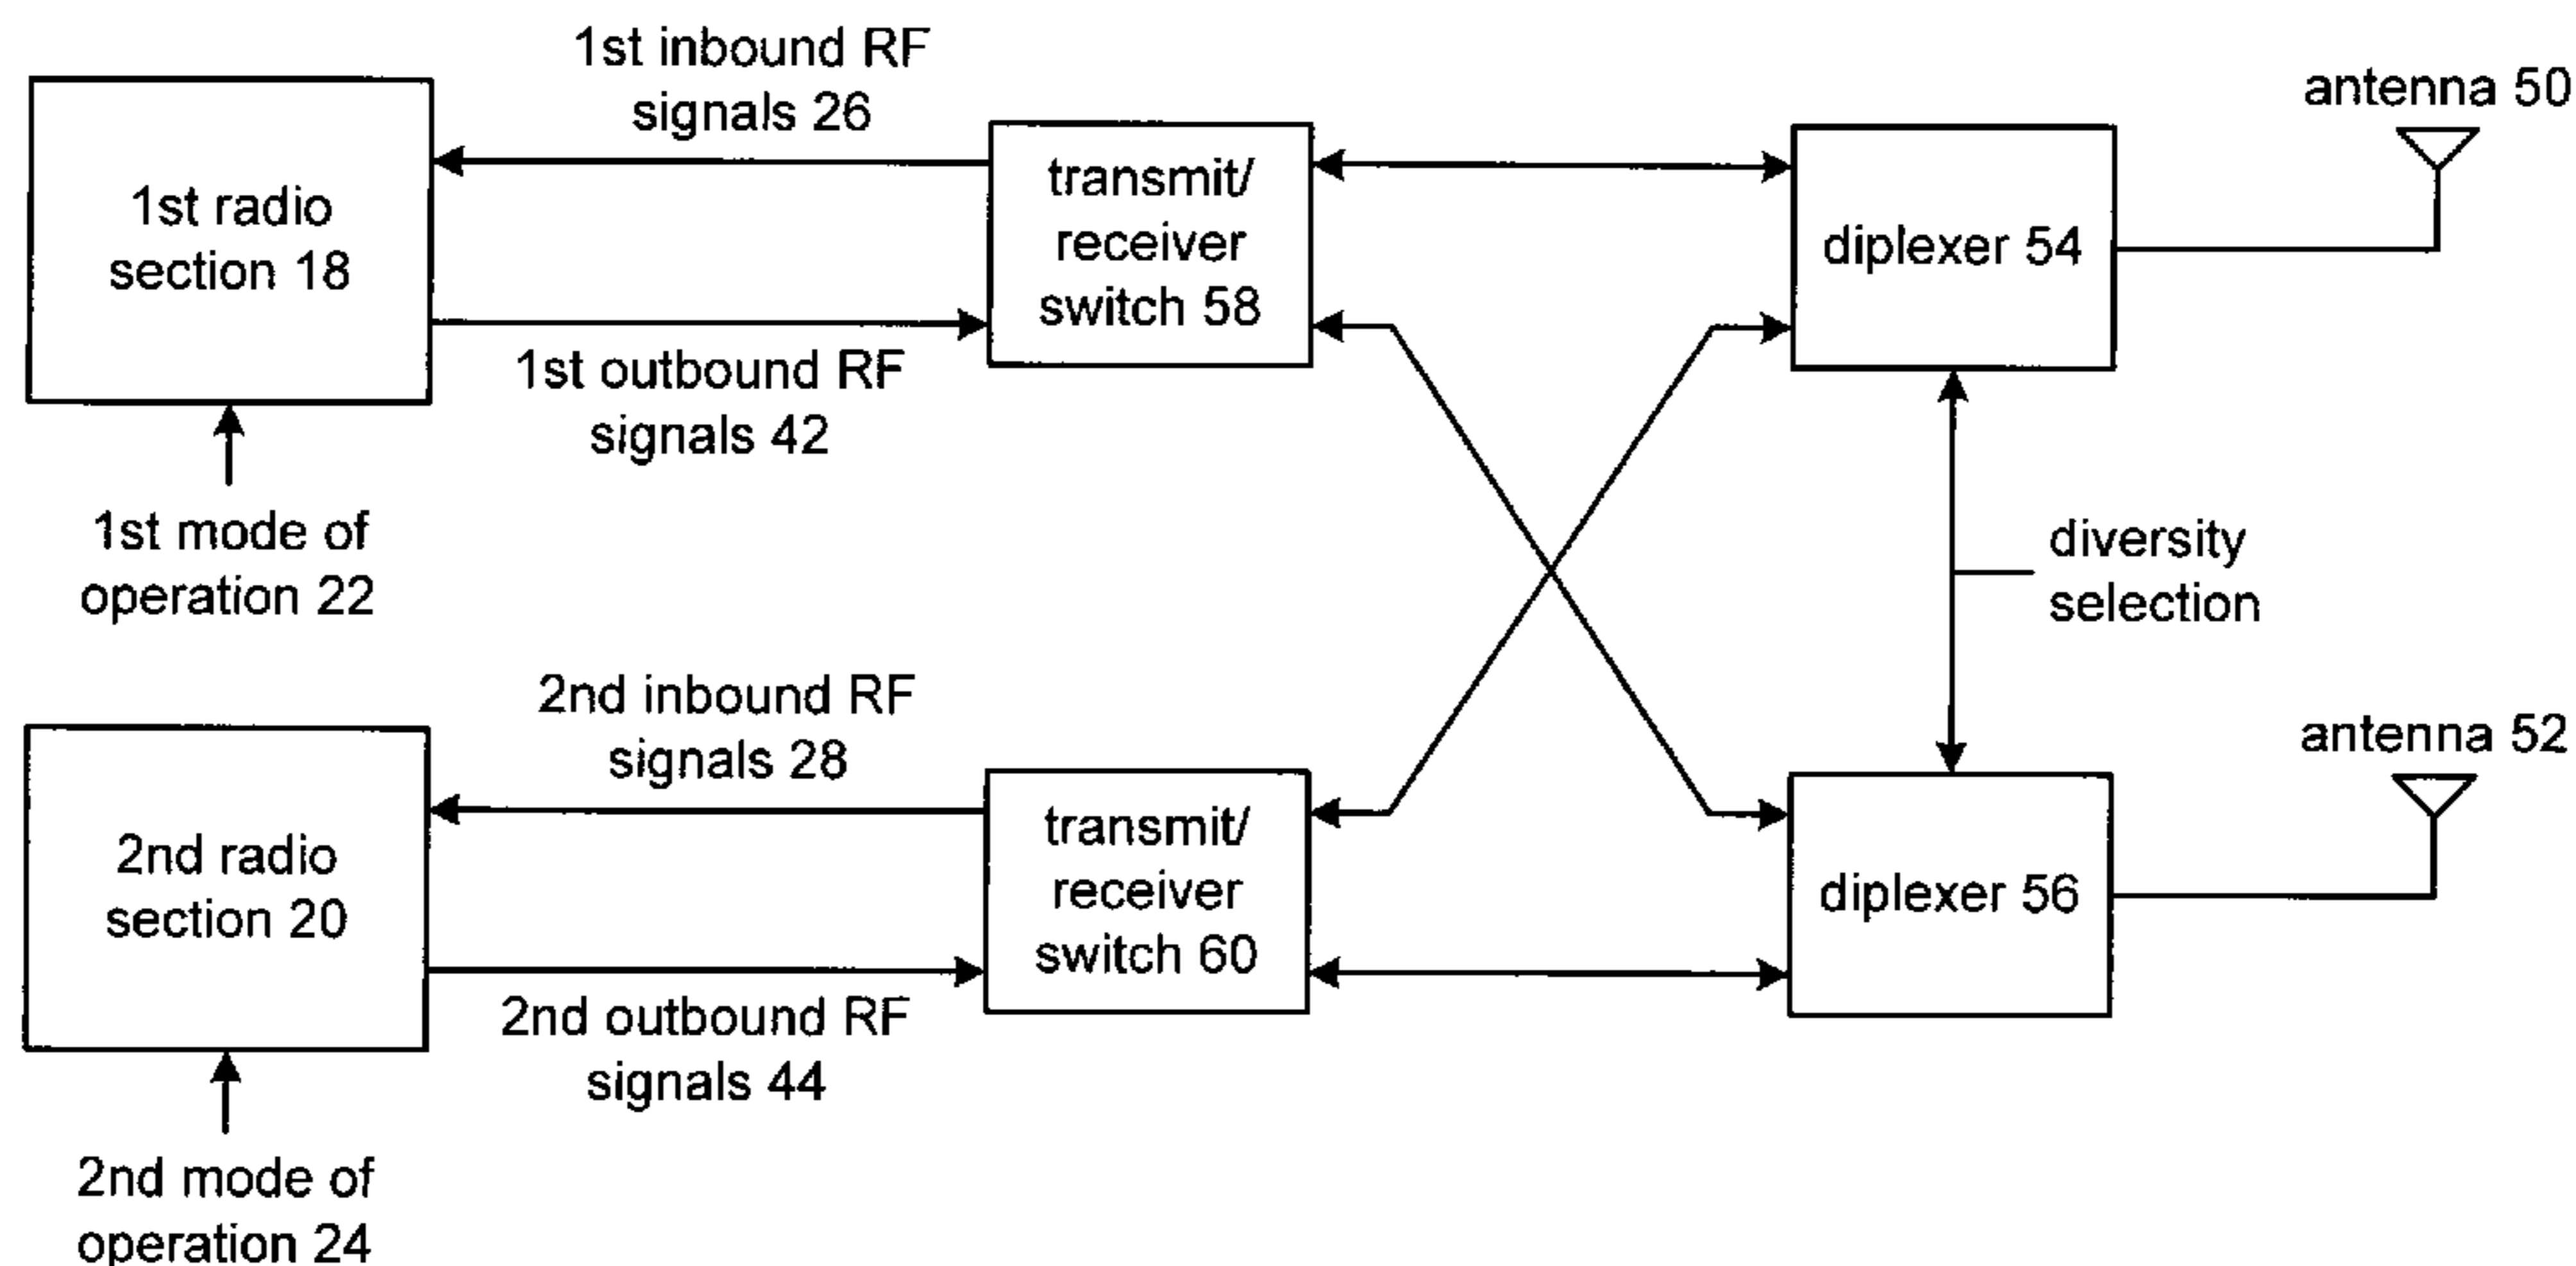 1st inbound RF
signals 26
antenna 50
1st radio
section 18
transmit/
receiver
switch 58
diplexer 54
1st outbound RF
signals 42
1st mode of
operation 22
diversity
selection
2nd inbound RF
signals 28
antenna 52
2nd radio
section 20
transmit/
receiver
switch 60
diplexer 56
2nd outbound RF
signals 44
2nd mode of
operation 24